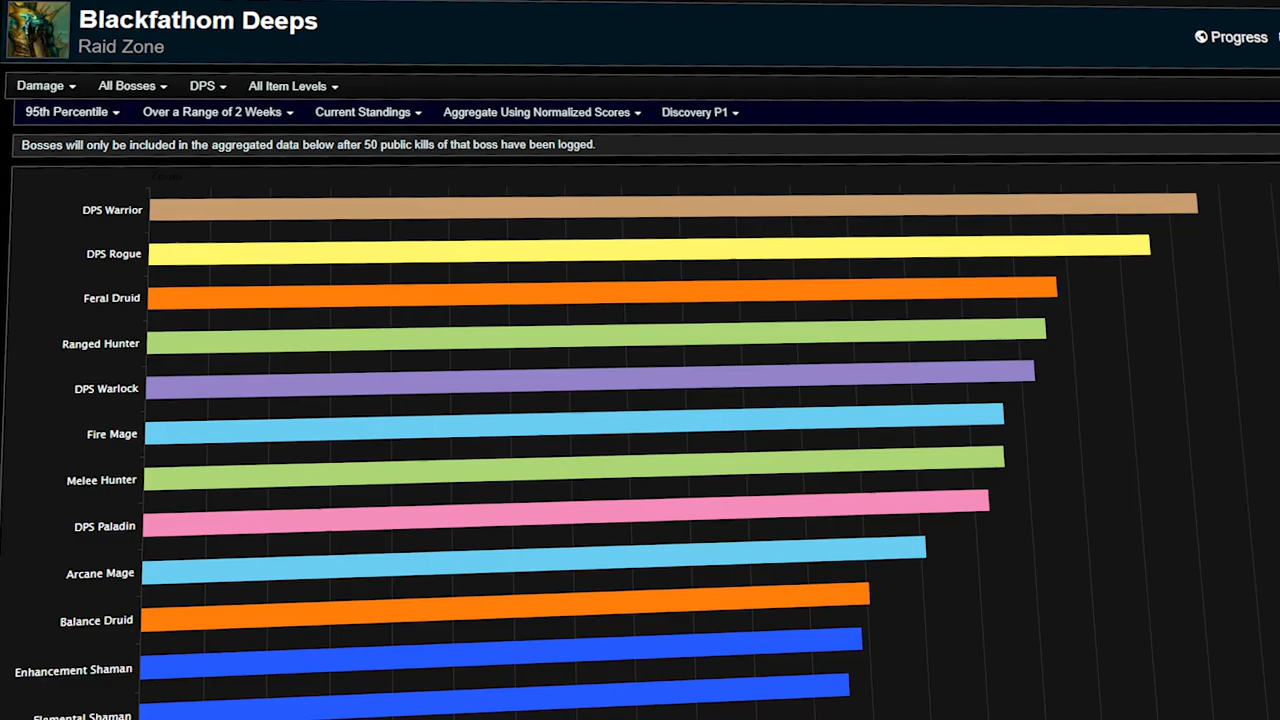 Blackfathom Deeps
Raid Zone
Progress
Damage
All Bosses
DPS
All Item Levels
95th Percentile
Over a Range of 2 Weeks
Current Standings
Aggregate Using Normalized Scores
Discovery P1
Bosses will only be included in the aggregated data below after 50 public kills of that boss have been logged.
Zoom:
DPS Warrior
DPS Rogue
Feral Druid
Ranged Hunter
DPS Warlock
Fire Mage
Melee Hunter
DPS Paladin
Arcane Mage
Balance Druid
Enhancement Shaman
Elemental Shaman